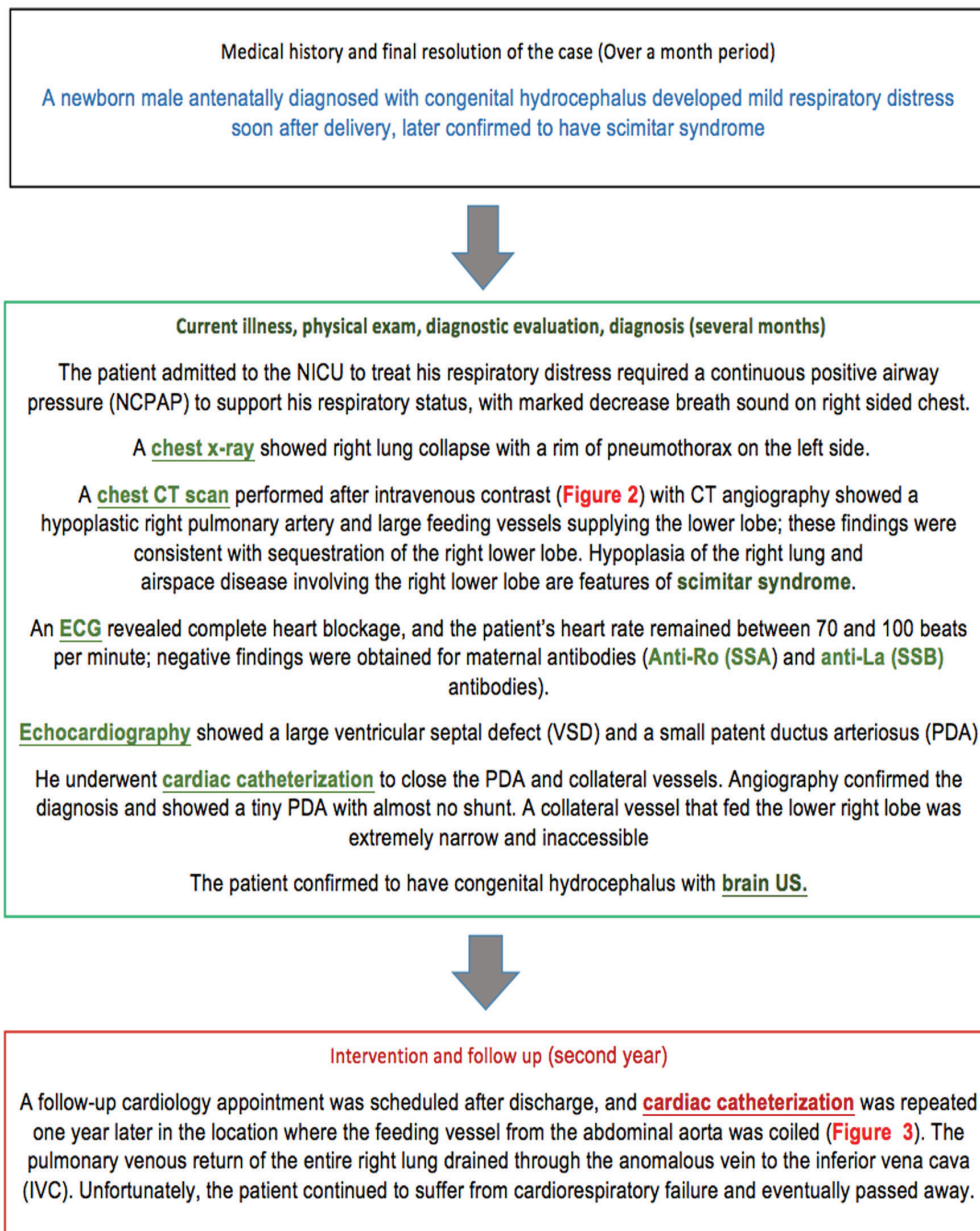 Medical history and final resolution of the case (Over a month period)
A newborn male antenatally diagnosed with congenital hydrocephalus developed mild respiratory distress
soon after delivery, later confirmed to have scimitar syndrome
Current illness, physical exam, diagnostic evaluation, diagnosis (several months)
The patient admitted to the NICU to treat his respiratory distress required a continuous positive airway
pressure (NCPAP) to support his respiratory status, with marked decrease breath sound on right sided chest.
A chest x-ray showed right lung collapse with a rim of pneumothorax on the left side.
A chest CT scan performed after intravenous contrast (Figure 2) with CT angiography showed a
hypoplastic right pulmonary artery and large feeding vessels supplying the lower lobe; these findings were
consistent with sequestration of the right lower lobe. Hypoplasia of the right lung and
airspace disease involving the right lower lobe are features of scimitar syndrome.
An ECG revealed complete heart blockage, and the patient's heart rate remained between 70 and 100 beats
per minute; negative findings were obtained for maternal antibodies (Anti-Ro (SSA) and anti-La (SSB)
antibodies).
Echocardiography showed a large ventricular septal defect (VSD) and a small patent ductus arteriosus (PDA)
He underwent cardiac catheterization to close the PDA and collateral vessels. Angiography confirmed the
diagnosis and showed a tiny PDA with almost no shunt. A collateral vessel that fed the lower right lobe was
extremely narrow and inaccessible
The patient confirmed to have congenital hydrocephalus with brain US.
Intervention and follow up (second year)
A follow-up cardiology appointment was scheduled after discharge, and cardiac catheterization was repeated
one year later in the location where the feeding vessel from the abdominal aorta was coiled (Figure 3). The
pulmonary venous return of the entire right lung drained through the anomalous vein to the inferior vena cava
(IVC). Unfortunately, the patient continued to suffer from cardiorespiratory failure and eventually passed away.